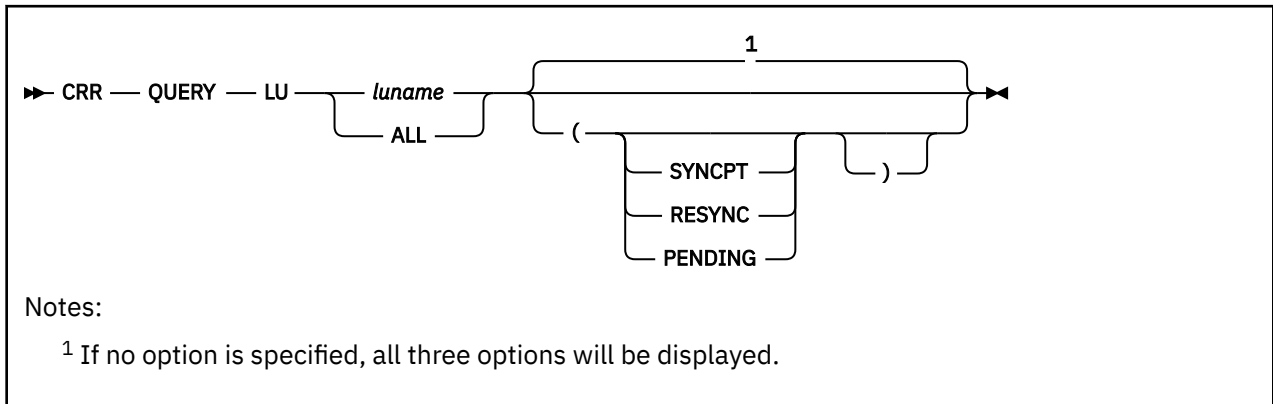 1
CRR QUERY LU luname
ALL
(
SYNCPT
RESYNC
PENDING
)
Notes:
1 If no option is specified, all three options will be displayed.